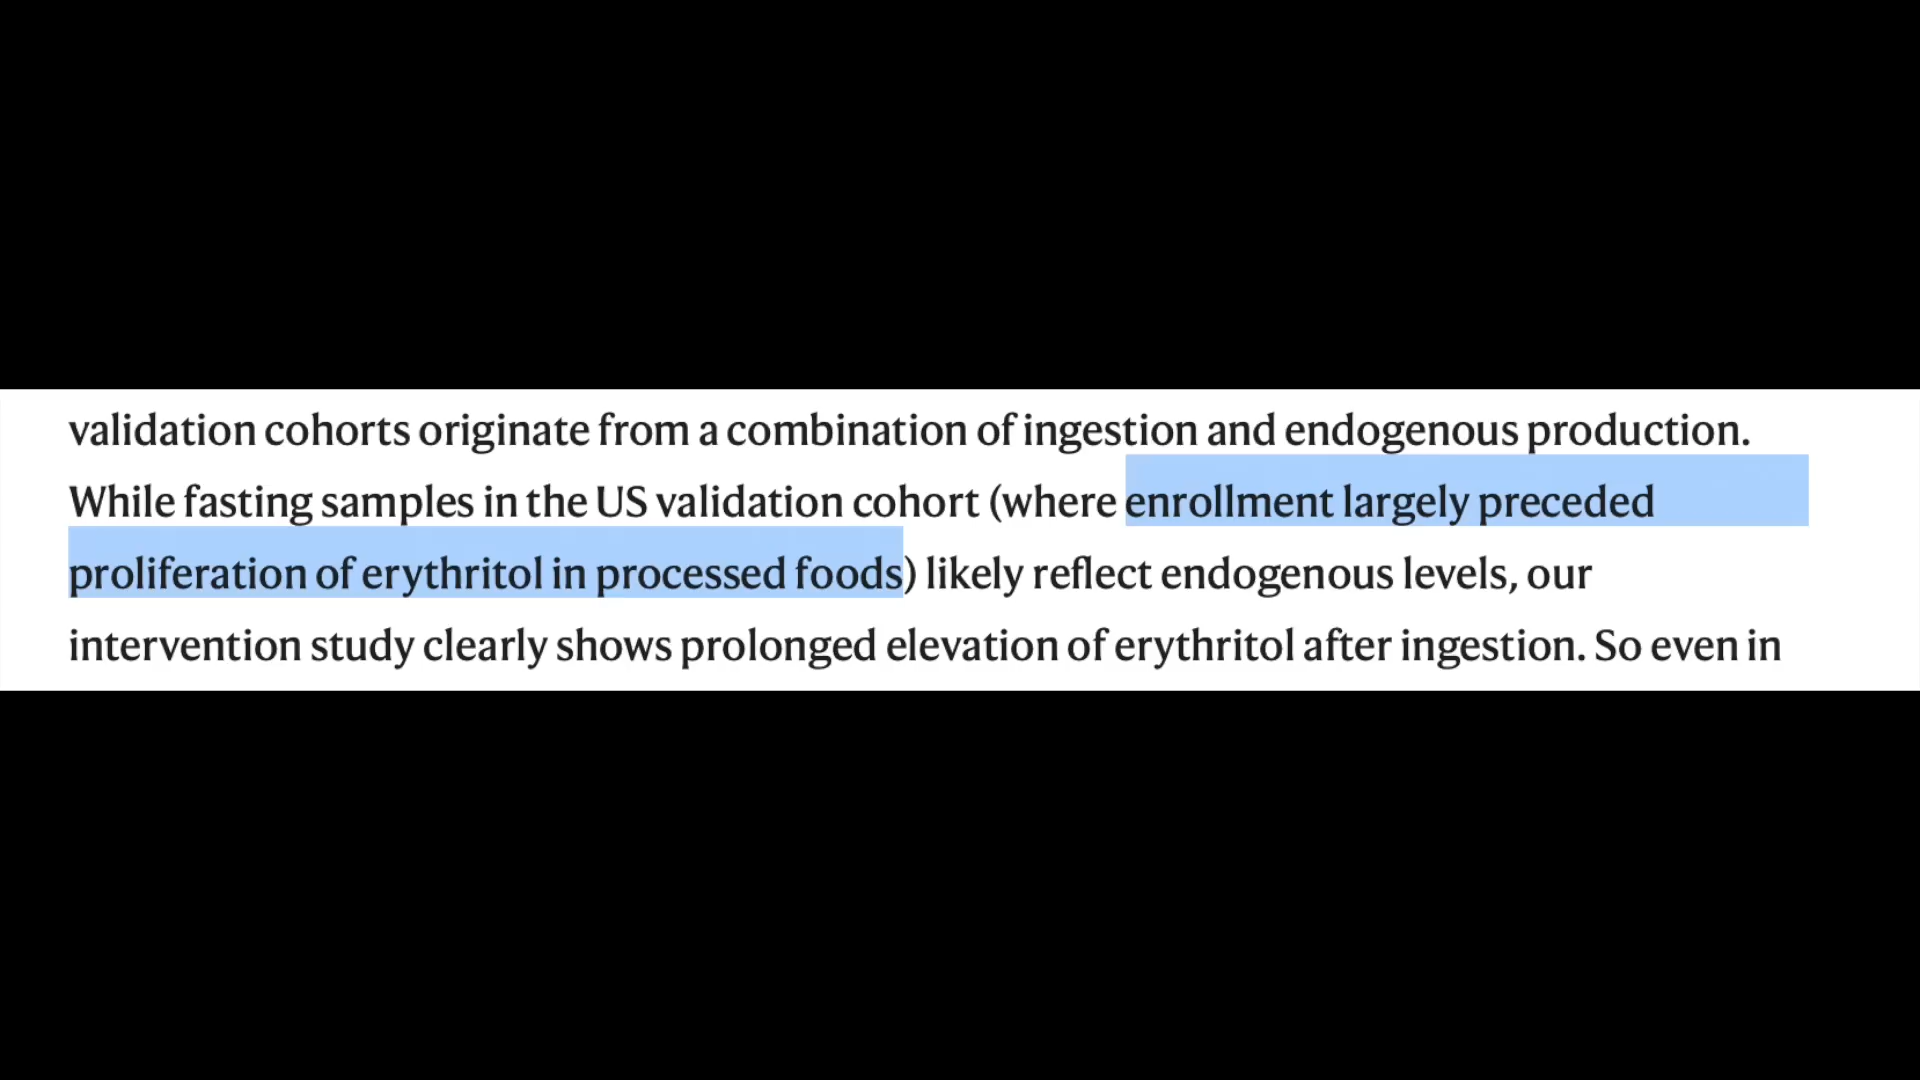 validation cohorts originate from a combination of ingestion and endogenous production.
While fasting samples in the US validation cohort (where enrollment largely preceded
proliferation of erythritol in processed foods) likely reflect endogenous levels, our
intervention study clearly shows prolonged elevation of erythritol after ingestion. So even in